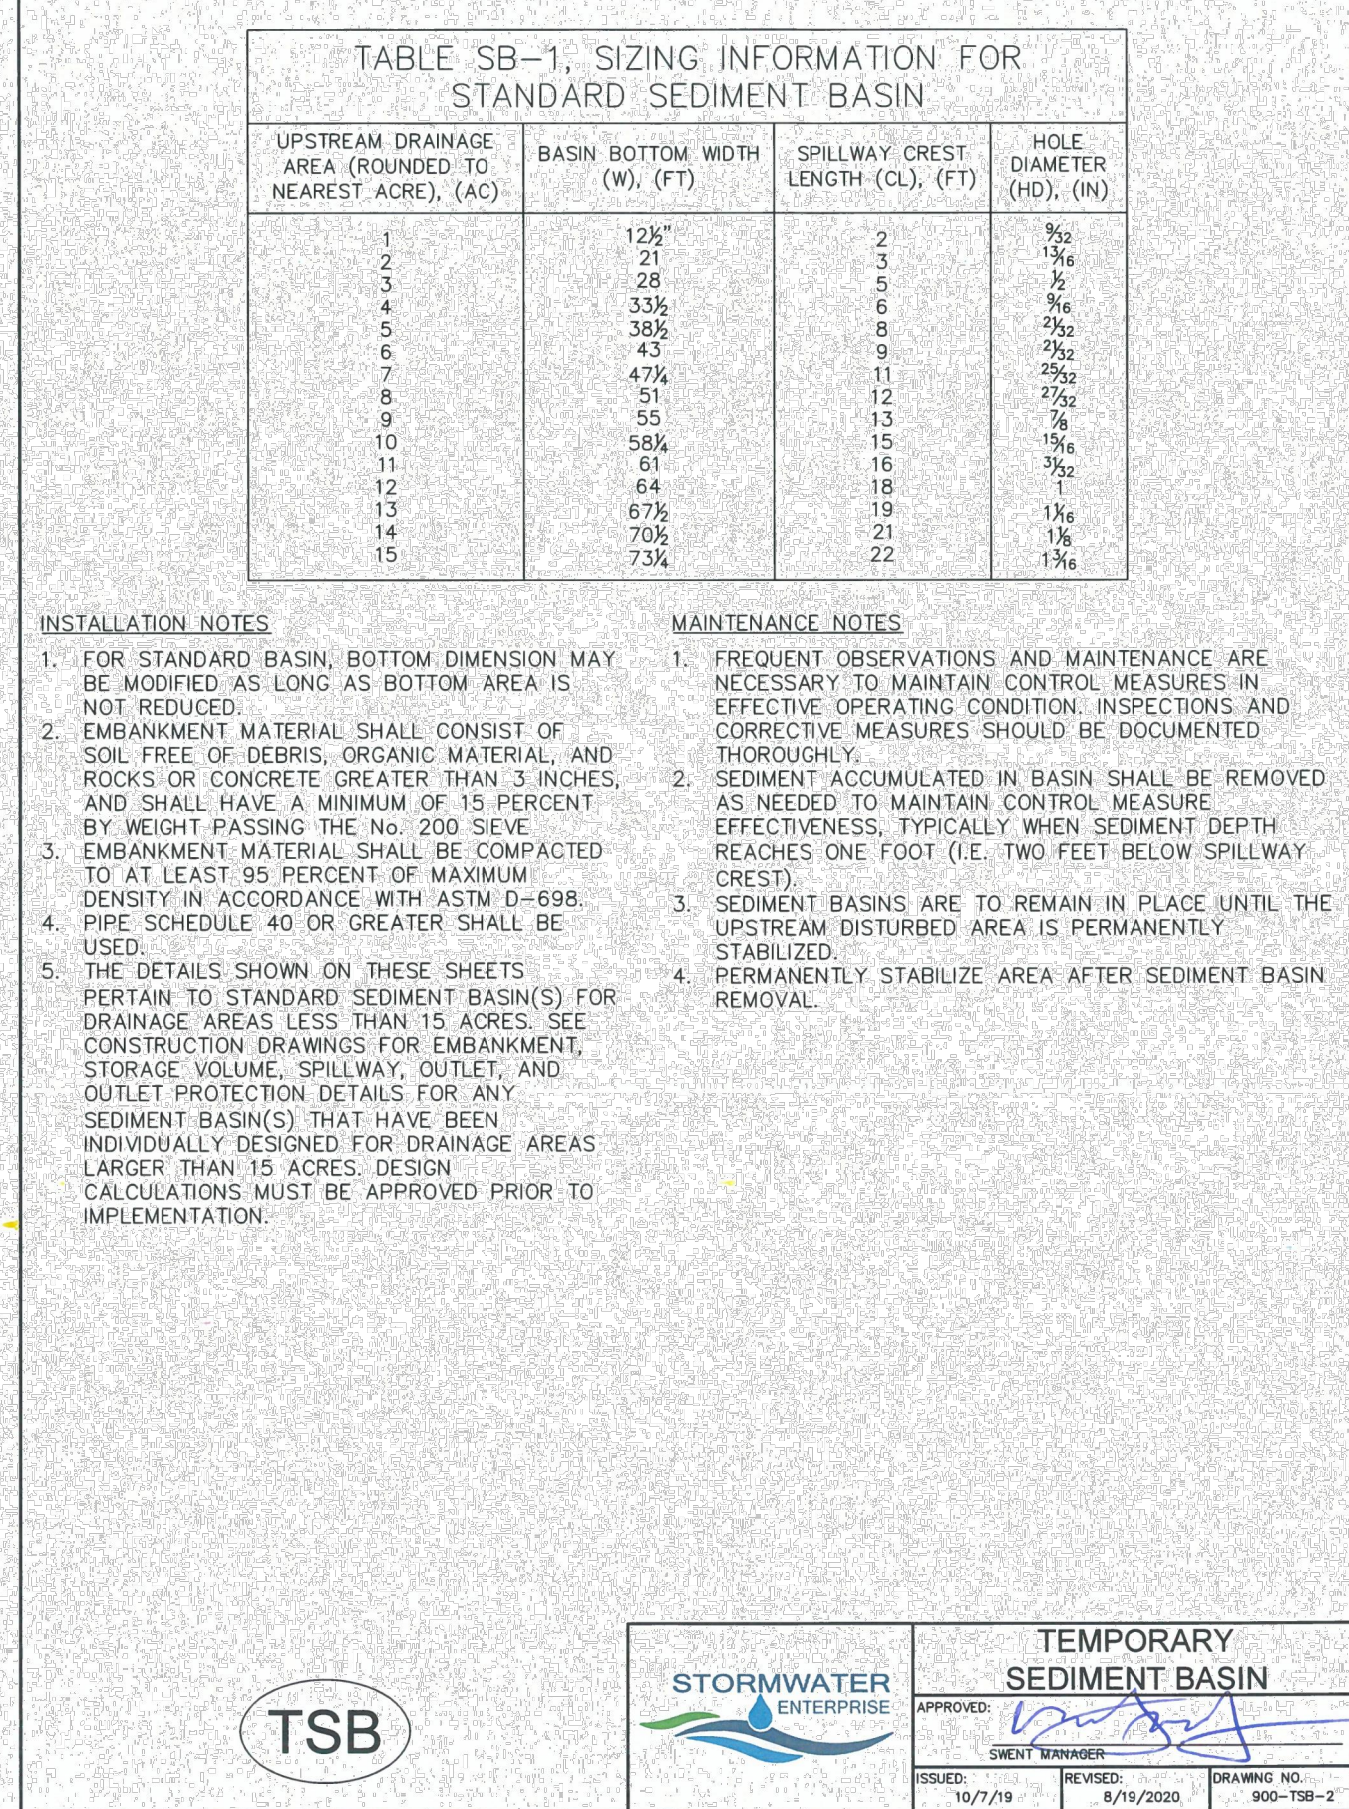 TABLE SB-1, SIZING INFORMATION FOR
STANDARD SEDIMENT BASIN
UPSTREAM DRAINAGE AREA (ROUNDED TO NEAREST ACRE), (AC) BASIN BOTTOM WIDTH (W), (FT) SPILLWAY CREST LENGTH (CL), (FT) HOLE DIAMETER (HD), (IN)
1 12½" 2 9/32
2 21 3 13/16
3 28 5 ½
4 33½ 6 9/16
5 38½ 8 21/32
6 43 9 21/32
7 47¼ 11 25/32
8 51 12 27/32
9 55 13 7/8
10 58¼ 15 15/16
11 61 16 31/32
12 64 18 1
13 67½ 19 1 1/16
14 70½ 21 1 1/8
15 73¼ 22 1 3/16
INSTALLATION NOTES
1. FOR STANDARD BASIN, BOTTOM DIMENSION MAY
BE MODIFIED AS LONG AS BOTTOM AREA IS
NOT REDUCED.
2. EMBANKMENT MATERIAL SHALL CONSIST OF
SOIL FREE OF DEBRIS, ORGANIC MATERIAL, AND
ROCKS OR CONCRETE GREATER THAN 3 INCHES,
AND SHALL HAVE A MINIMUM OF 15 PERCENT
BY WEIGHT PASSING THE No. 200 SIEVE
3. EMBANKMENT MATERIAL SHALL BE COMPACTED
TO AT LEAST 95 PERCENT OF MAXIMUM
DENSITY IN ACCORDANCE WITH ASTM D-698.
4. PIPE SCHEDULE 40 OR GREATER SHALL BE
USED.
5. THE DETAILS SHOWN ON THESE SHEETS
PERTAIN TO STANDARD SEDIMENT BASIN(S) FOR
DRAINAGE AREAS LESS THAN 15 ACRES. SEE
CONSTRUCTION DRAWINGS FOR EMBANKMENT,
STORAGE VOLUME, SPILLWAY, OUTLET, AND
OUTLET PROTECTION DETAILS FOR ANY
SEDIMENT BASIN(S) THAT HAVE BEEN
INDIVIDUALLY DESIGNED FOR DRAINAGE AREAS
LARGER THAN 15 ACRES. DESIGN
CALCULATIONS MUST BE APPROVED PRIOR TO
IMPLEMENTATION.
MAINTENANCE NOTES
1. FREQUENT OBSERVATIONS AND MAINTENANCE ARE
NECESSARY TO MAINTAIN CONTROL MEASURES IN
EFFECTIVE OPERATING CONDITION. INSPECTIONS AND
CORRECTIVE MEASURES SHOULD BE DOCUMENTED
THOROUGHLY.
2. SEDIMENT ACCUMULATED IN BASIN SHALL BE REMOVED
AS NEEDED TO MAINTAIN CONTROL MEASURE
EFFECTIVENESS, TYPICALLY WHEN SEDIMENT DEPTH
REACHES ONE FOOT (I.E. TWO FEET BELOW SPILLWAY
CREST).
3. SEDIMENT BASINS ARE TO REMAIN IN PLACE UNTIL THE
UPSTREAM DISTURBED AREA IS PERMANENTLY
STABILIZED.
4. PERMANENTLY STABILIZE AREA AFTER SEDIMENT BASIN
REMOVAL.
TSB
STORMWATER
ENTERPRISE
TEMPORARY
SEDIMENT BASIN
APPROVED:
SWENT MANAGER
ISSUED: 10/7/19
REVISED: 8/19/2020
DRAWING NO. 900-TSB-2